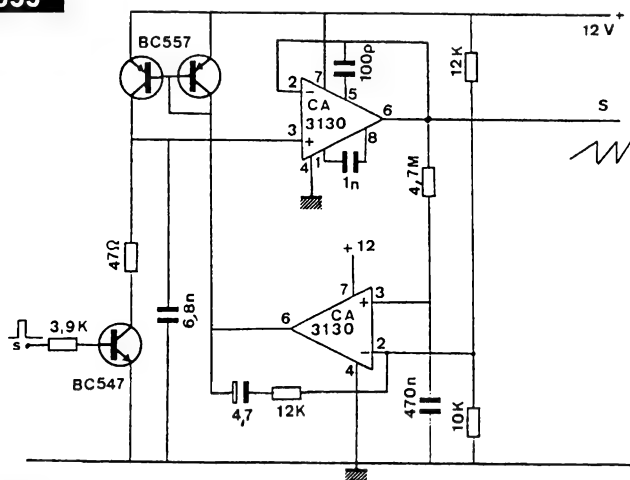 BC557
12 V +
100p
12K
2
7
5
CA
3130
6
S
3
4
1
8
1n
4,7M
47Ω
6,8n
+ 12
7
6
CA
3130
3
2
4
3,9K
s
BC547
4,7
12K
470n
10K